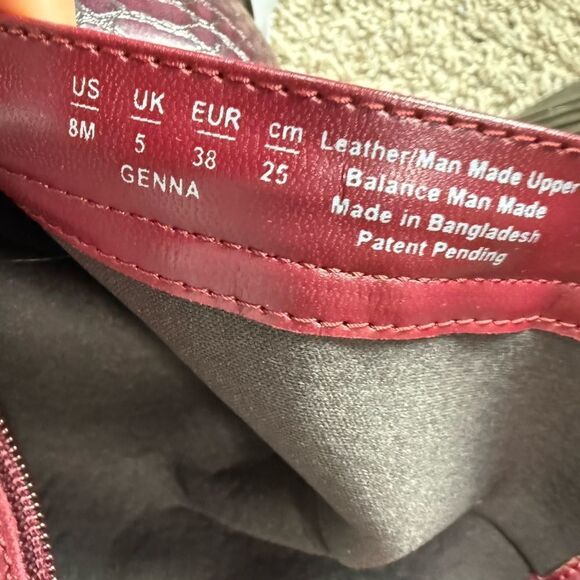 US UK EUR cm
8M 5 38 25
GENNA
Leather/Man Made Upper
Balance Man Made
Made in Bangladesh
Patent Pending